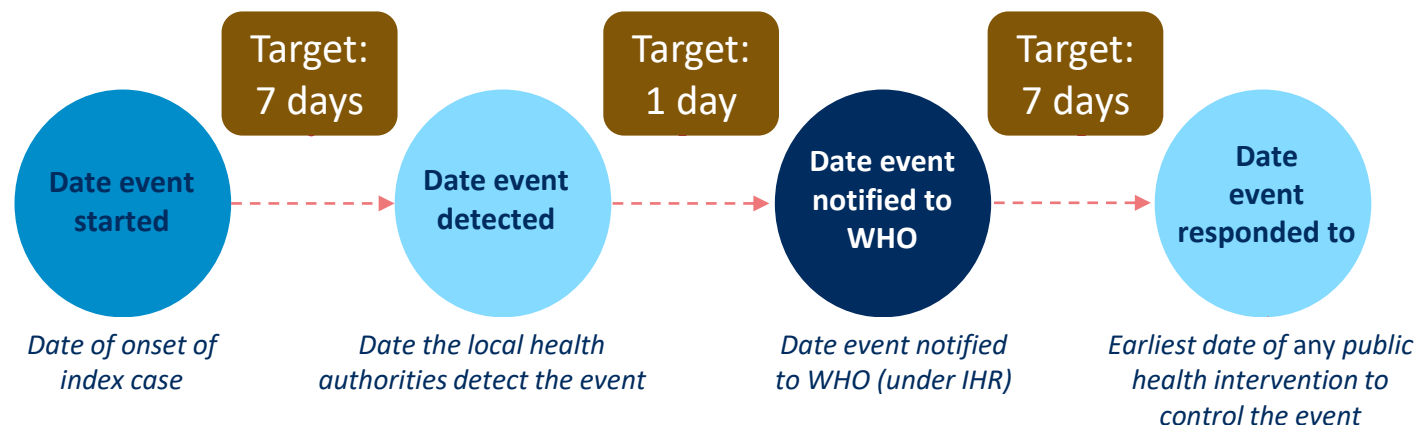 Target:
7 days
Target:
1 day
Target:
7 days
Date event
started
Date event
detected
Date event
notified to
WHO
Date
event
responded to
Date of onset of
index case
Date the local health
authorities detect the event
Date event notified
to WHO (under IHR)
Earliest date of any public
health intervention to
control the event